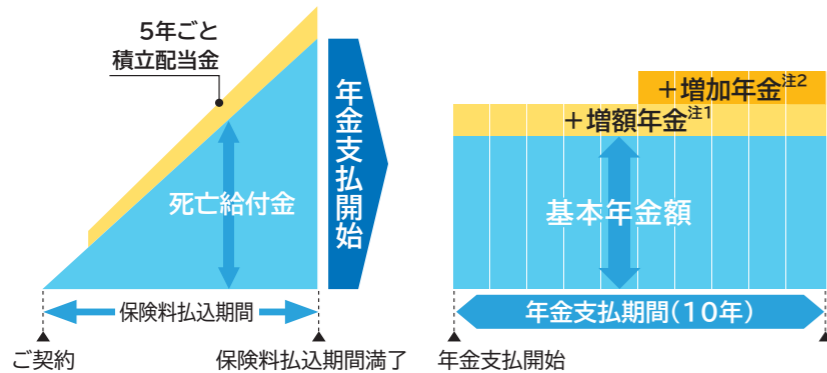 5年ごと
積立配当金
死亡給付金
年金支払開始
＋増加年金注2
＋増額年金注1
基本年金額
保険料払込期間
年金支払期間（10年）
ご契約
保険料払込期間満了
年金支払開始